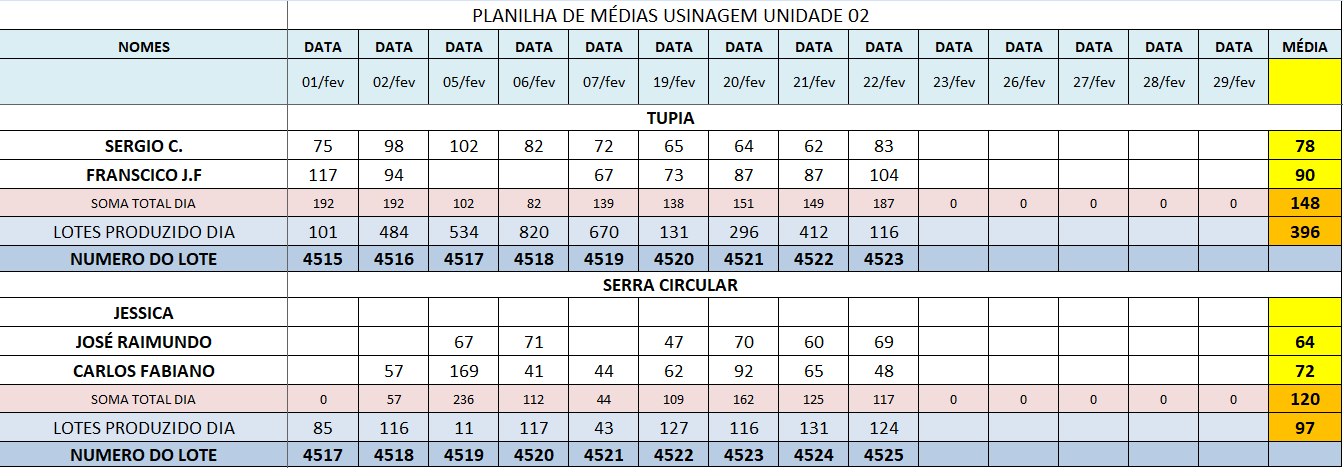 PLANILHA DE MÉDIAS USINAGEM UNIDADE 02
NOMES DATA DATA DATA DATA DATA DATA DATA DATA DATA DATA DATA DATA DATA DATA MÉDIA
01/fev 02/fev 05/fev 06/fev 07/fev 19/fev 20/fev 21/fev 22/fev 23/fev 26/fev 27/fev 28/fev 29/fev
TUPIA
SERGIO C. 75 98 102 82 72 65 64 62 83 78
FRANSCICO J.F 117 94 67 73 87 87 104 90
SOMA TOTAL DIA 192 192 102 82 139 138 151 149 187 0 0 0 0 0 148
LOTES PRODUZIDO DIA 101 484 534 820 670 131 296 412 116 396
NUMERO DO LOTE 4515 4516 4517 4518 4519 4520 4521 4522 4523
SERRA CIRCULAR
JESSICA
JOSÉ RAIMUNDO 67 71 47 70 60 69 64
CARLOS FABIANO 57 169 41 44 62 92 65 48 72
SOMA TOTAL DIA 0 57 236 112 44 109 162 125 117 0 0 0 0 0 120
LOTES PRODUZIDO DIA 85 116 11 117 43 127 116 131 124 97
NUMERO DO LOTE 4517 4518 4519 4520 4521 4522 4523 4524 4525